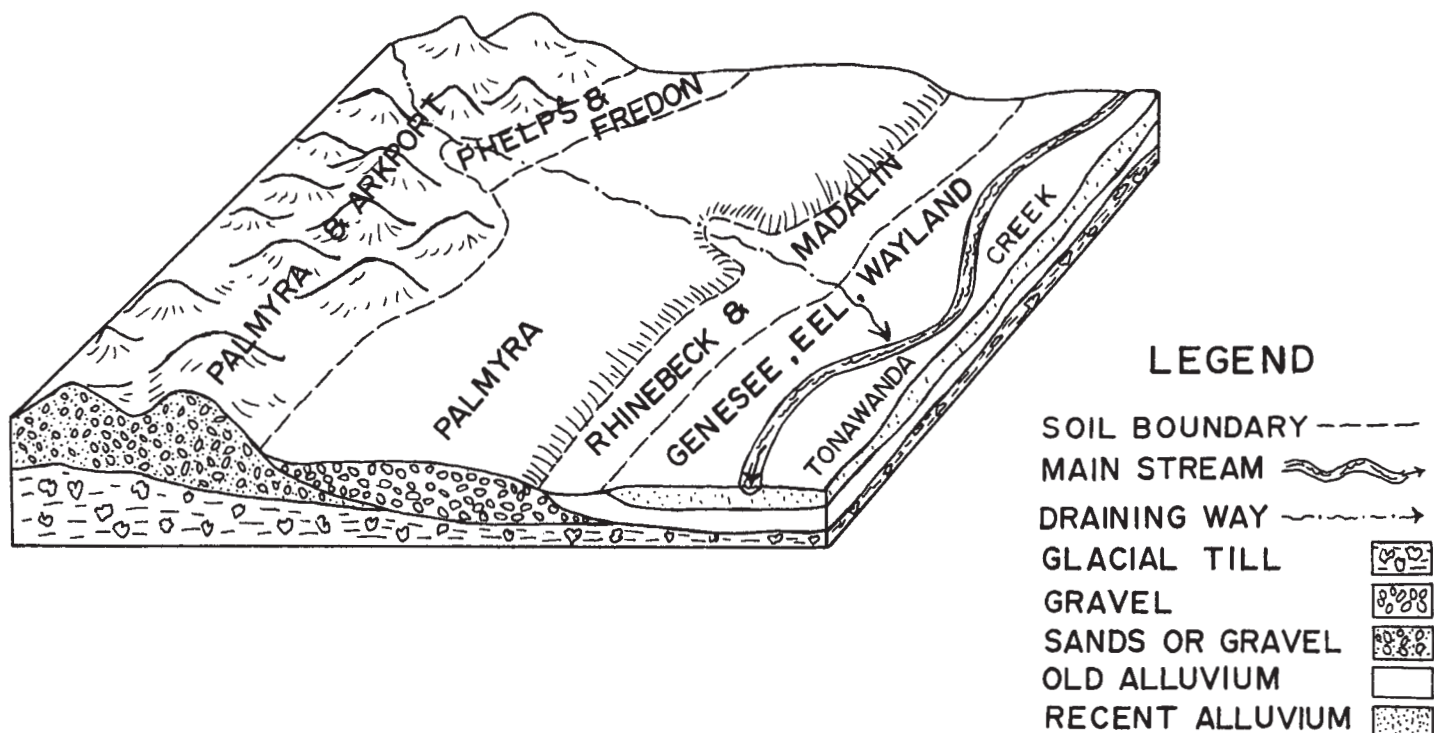 PHELPS &
FREDON
PALMYRA & ARKPORT
PALMYRA
RHINEBECK & MADALIN
GENESEE, EEL, WAYLAND
TONAWANDA CREEK
LEGEND
SOIL BOUNDARY
MAIN STREAM
DRAINING WAY
GLACIAL TILL
GRAVEL
SANDS OR GRAVEL
OLD ALLUVIUM
RECENT ALLUVIUM